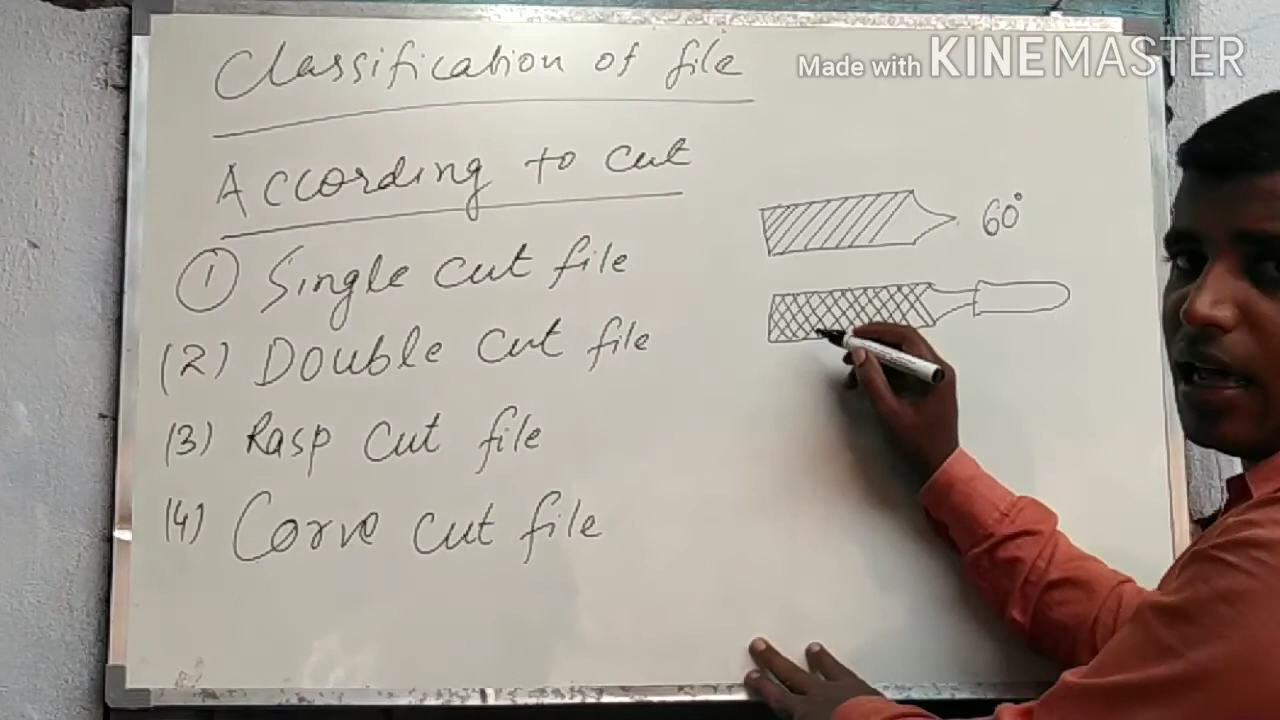 Made with KINEMASTER
Classification of file
According to cut
① Single cut file
(2) Double cut file
(3) Rasp cut file
(4) Corve cut file
60°